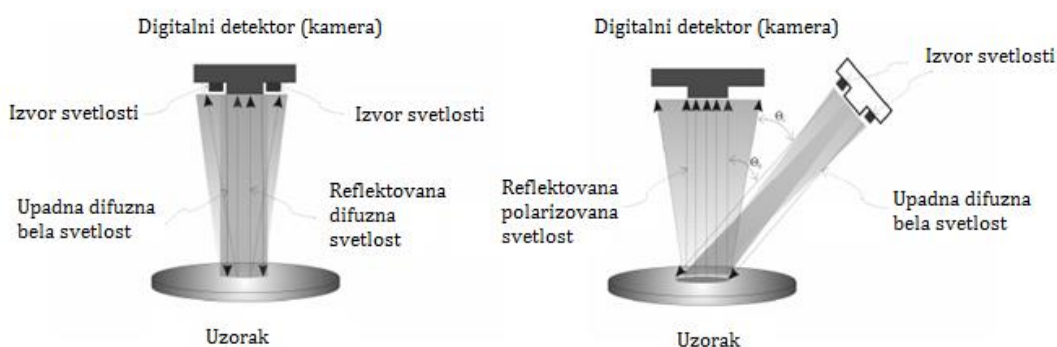 Digitalni detektor (kamera)
Izvor svetlosti
Izvor svetlosti
Upadna difuzna
bela svetlost
Reflektovana
difuzna
svetlost
Uzorak
Digitalni detektor (kamera)
Izvor svetlosti
Reflektovana
polarizovana
svetlost
Upadna difuzna
bela svetlost
Uzorak